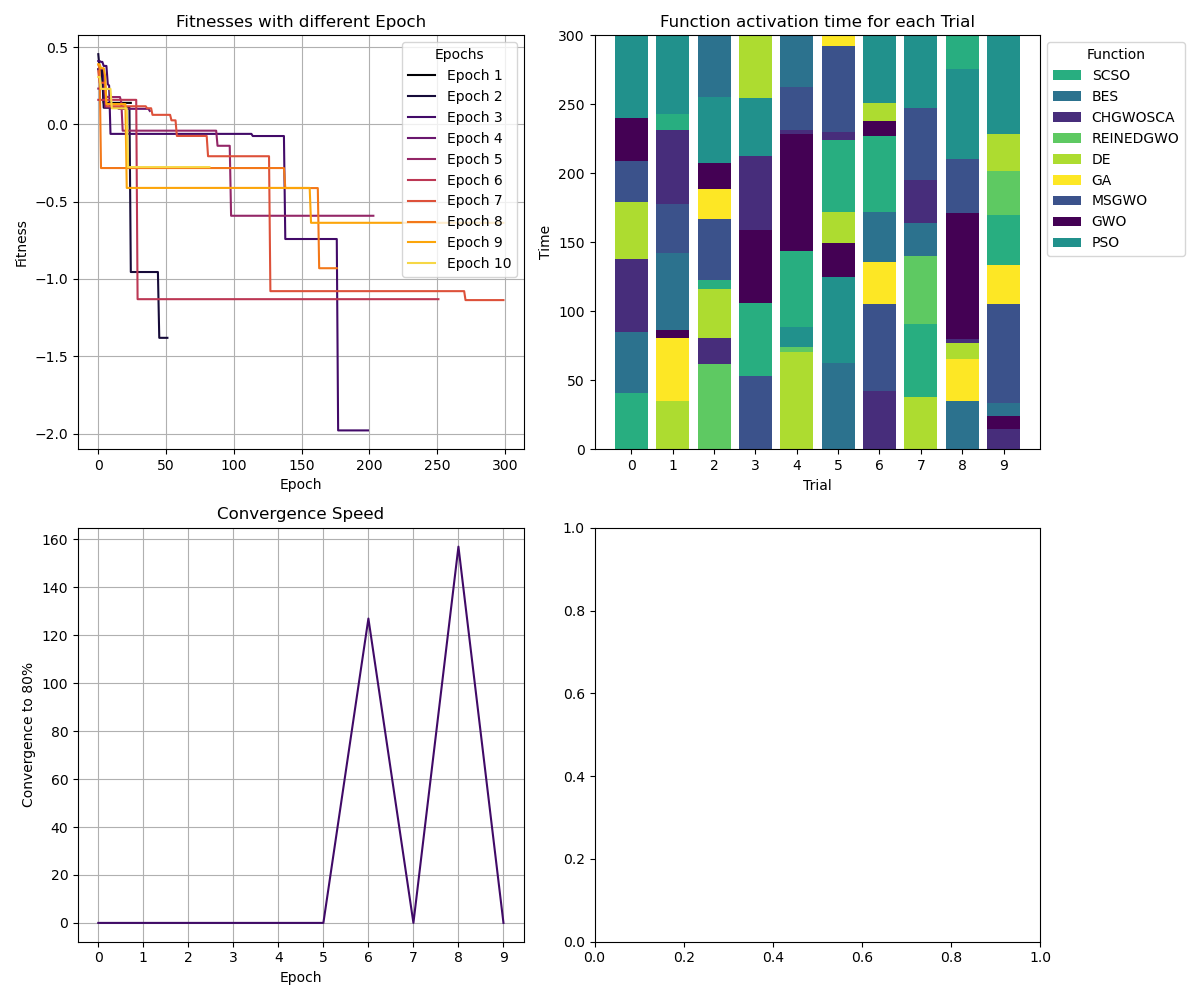 Fitnesses with different Epoch
Fitness
0.5
0.0
−0.5
−1.0
−1.5
−2.0
0 50 100 150 200 250 300
Epoch
Epochs
Epoch 1
Epoch 2
Epoch 3
Epoch 4
Epoch 5
Epoch 6
Epoch 7
Epoch 8
Epoch 9
Epoch 10
Function activation time for each Trial
Time
300
250
200
150
100
50
0
0 1 2 3 4 5 6 7 8 9
Trial
Function
SCSO
BES
CHGWOSCA
REINEDGWO
DE
GA
MSGWO
GWO
PSO
Convergence Speed
Convergence to 80%
160
140
120
100
80
60
40
20
0
0 1 2 3 4 5 6 7 8 9
Epoch
1.0
0.8
0.6
0.4
0.2
0.0
0.0 0.2 0.4 0.6 0.8 1.0